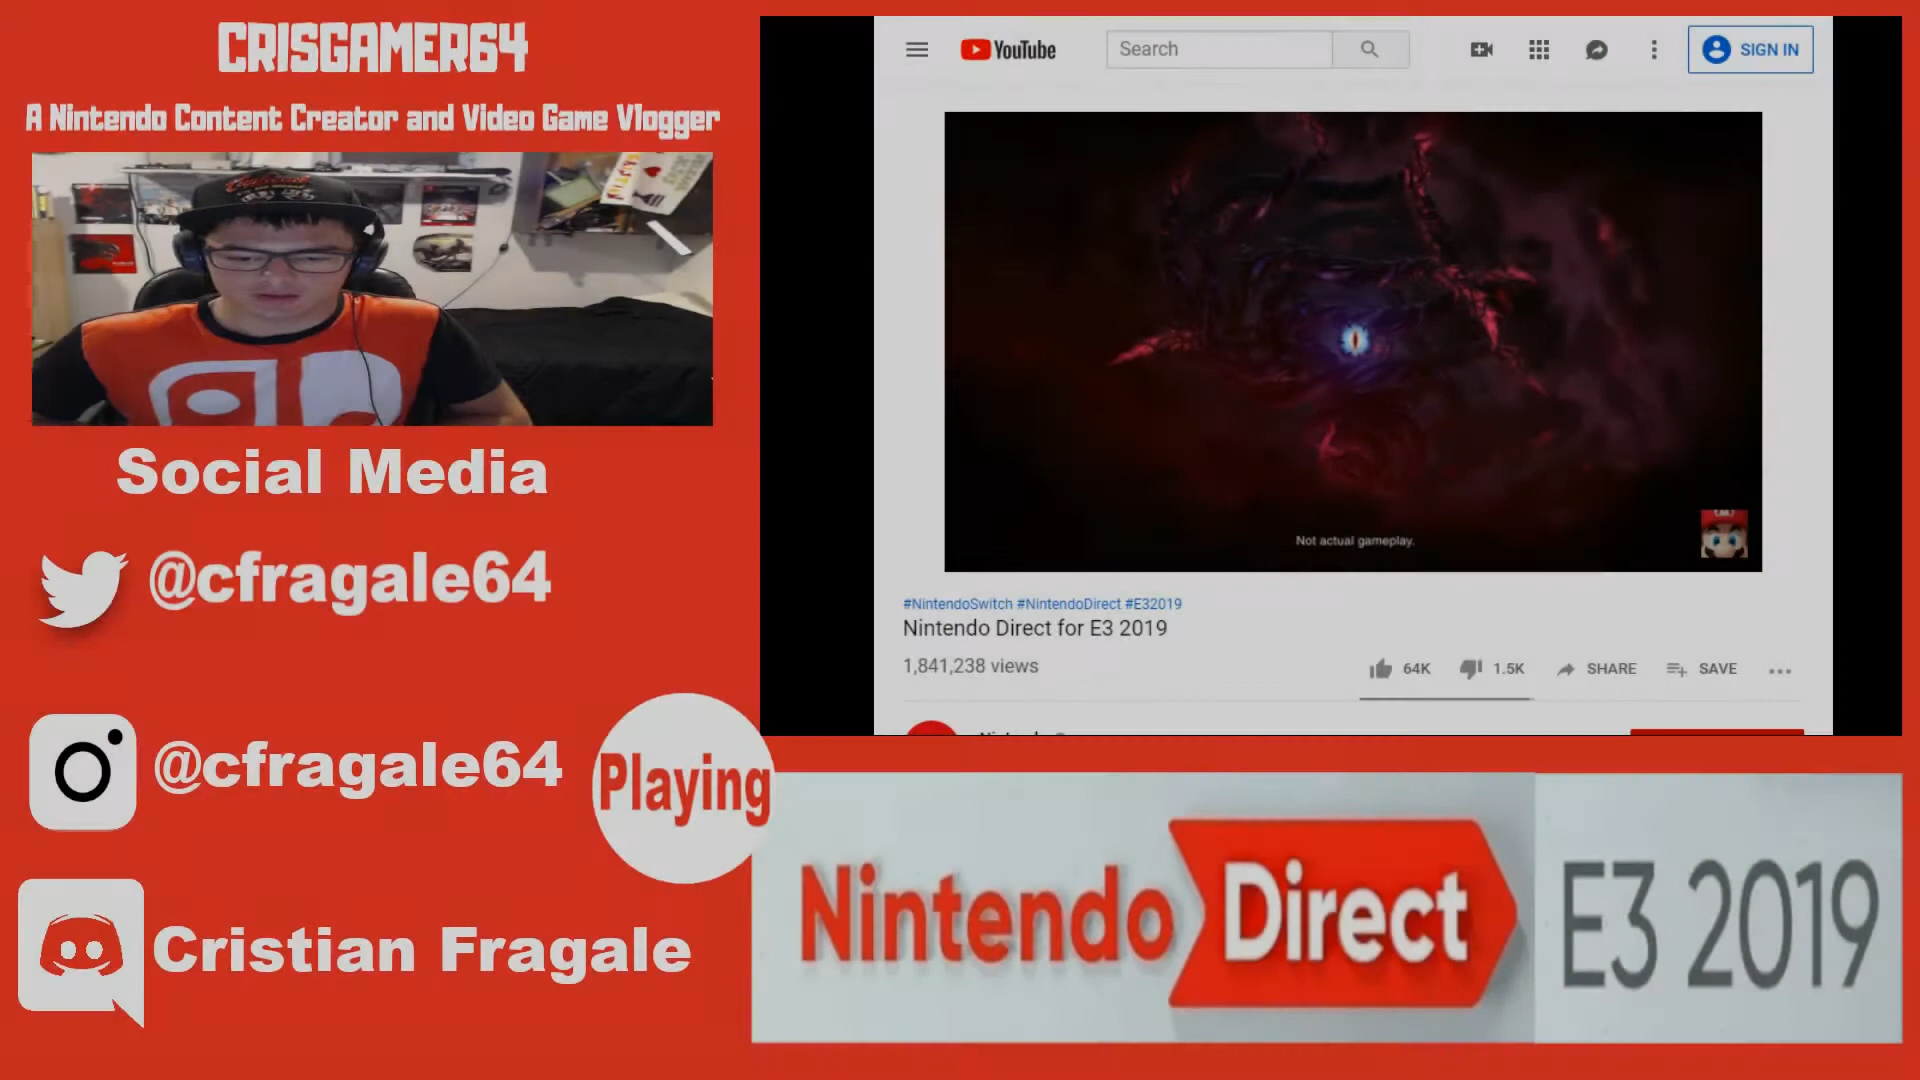 CRISGAMER64
A Nintendo Content Creator and Video Game Vlogger
Social Media
@cfragale64
@cfragale64
Cristian Fragale
Playing
YouTube
Search
SIGN IN
Not actual gameplay.
#NintendoSwitch #NintendoDirect #E32019
Nintendo Direct for E3 2019
1,841,238 views
64K
1.5K
SHARE
SAVE
Nintendo Direct
E3 2019